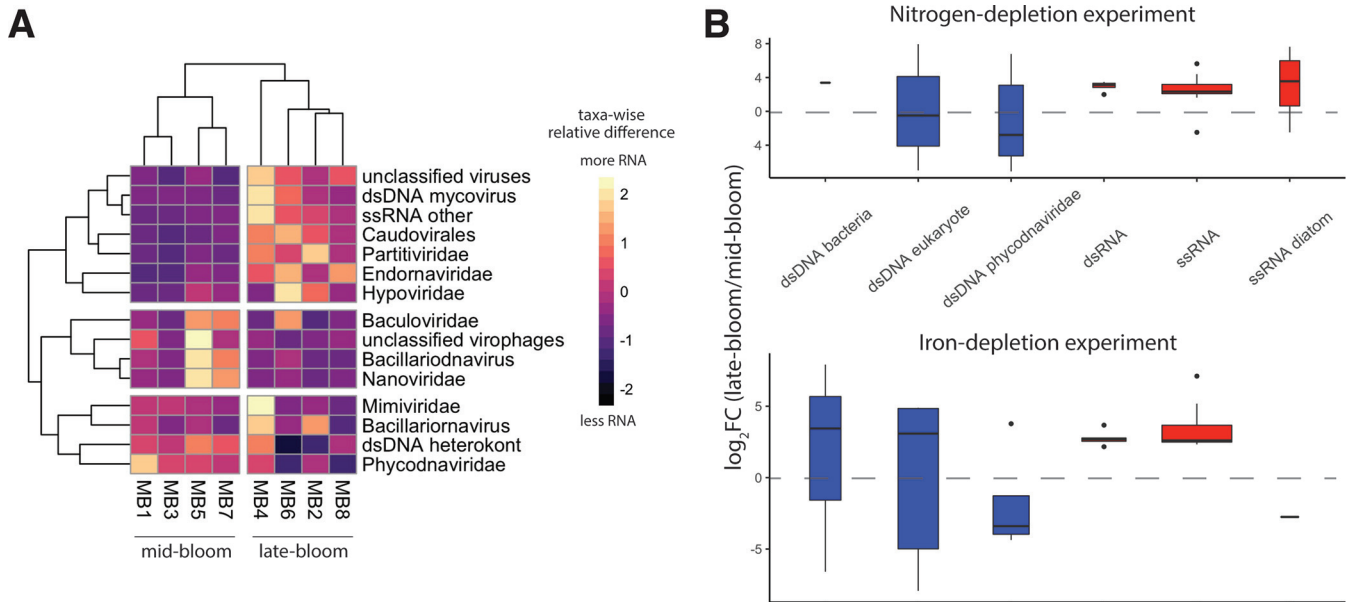 A
taxa-wise
relative difference
more RNA
2
1
0
-1
-2
less RNA
unclassified viruses
dsDNA mycovirus
ssRNA other
Caudovirales
Partitiviridae
Endornaviridae
Hypoviridae
Baculoviridae
unclassified virophages
Bacillariodnavirus
Nanoviridae
Mimiviridae
Bacillariornavirus
dsDNA heterokont
Phycodnaviridae
MB1
MB3
MB5
MB7
MB4
MB6
MB2
MB8
mid-bloom
late-bloom
B
Nitrogen-depletion experiment
8
4
0
4
dsDNA bacteria
dsDNA eukaryote
dsDNA phycodnaviridae
dsRNA
ssRNA
ssRNA diatom
log₂FC (late-bloom/mid-bloom)
Iron-depletion experiment
5
0
-5